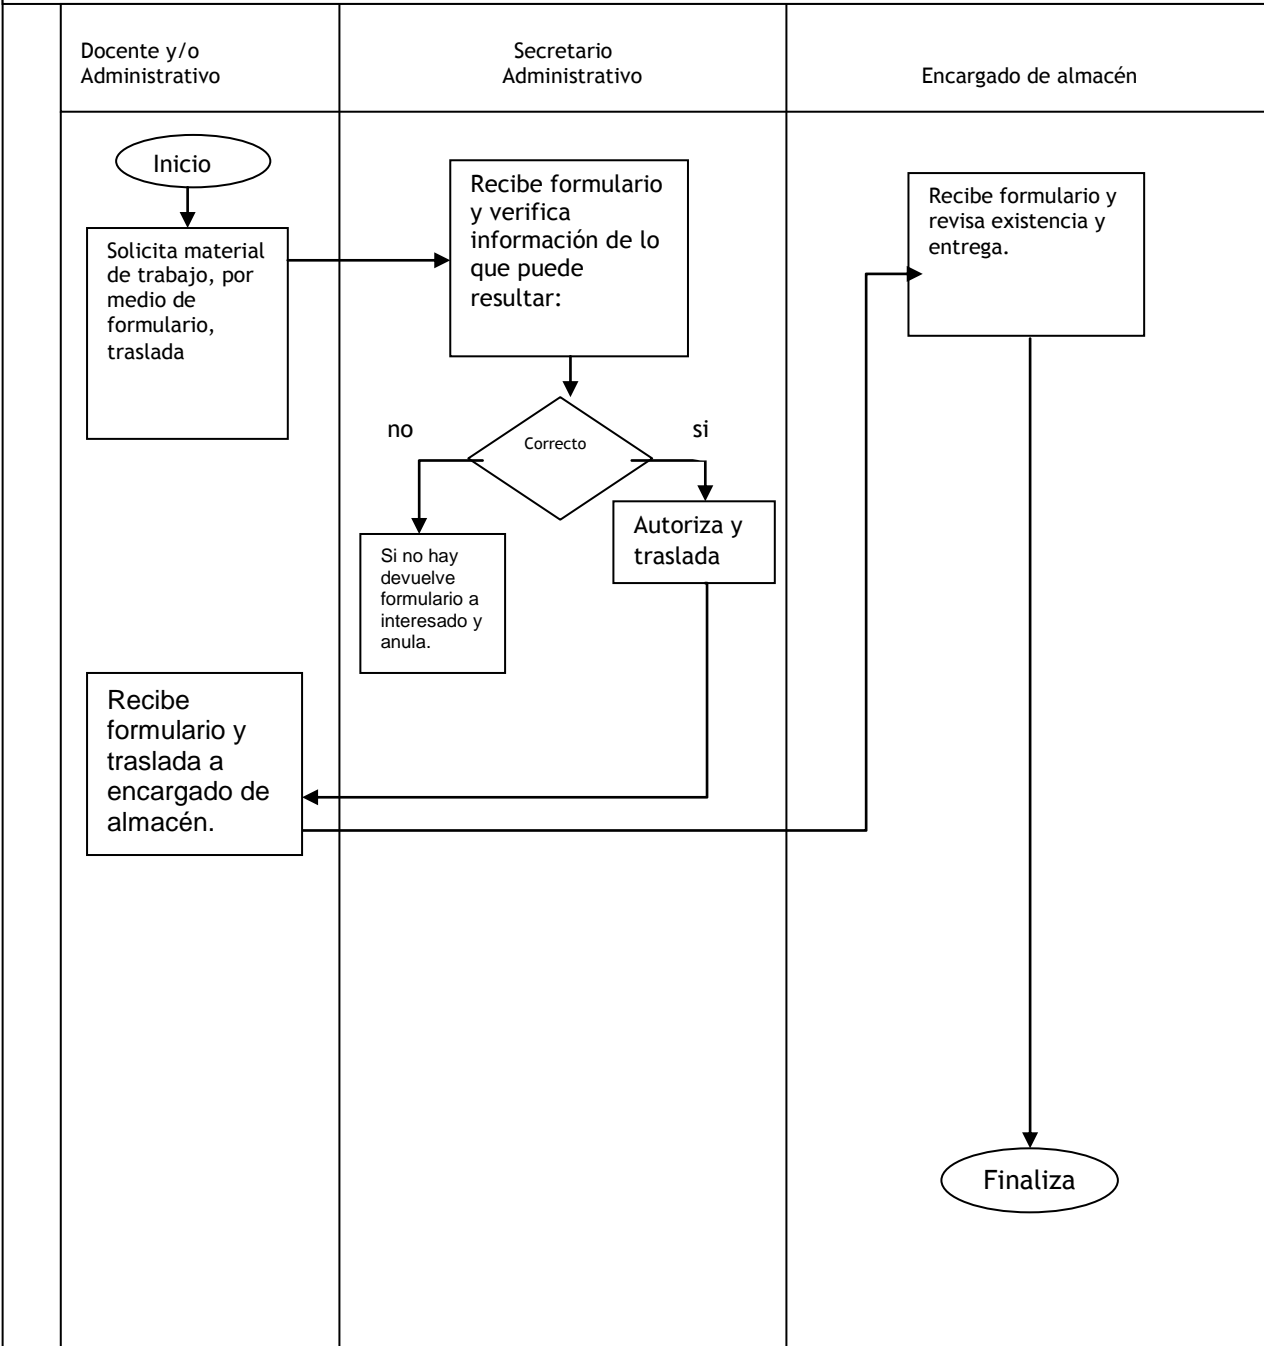 Docente y/o
Administrativo
Secretario
Administrativo
Encargado de almacén
Inicio
Solicita material
de trabajo, por
medio de
formulario,
traslada
Recibe formulario
y verifica
información de lo
que puede
resultar:
Recibe formulario y
revisa existencia y
entrega.
no
Correcto
si
Autoriza y
traslada
Si no hay
devuelve
formulario a
interesado y
anula.
Recibe
formulario y
traslada a
encargado de
almacén.
Finaliza